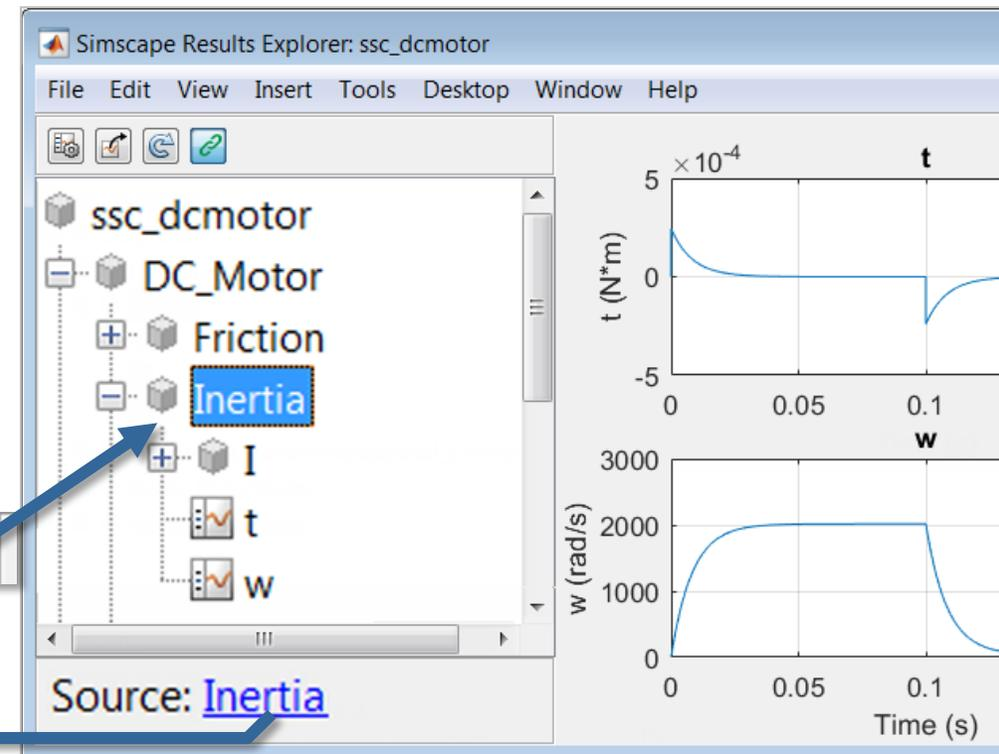 Simscape Results Explorer: ssc_dcmotor
File Edit View Insert Tools Desktop Window Help
ssc_dcmotor
DC_Motor
Friction
Inertia
I
t
w
Source: Inertia
×10⁻⁴
t
5
0
-5
t (N*m)
0 0.05 0.1
w
3000
2000
1000
0
w (rad/s)
0 0.05 0.1
Time (s)